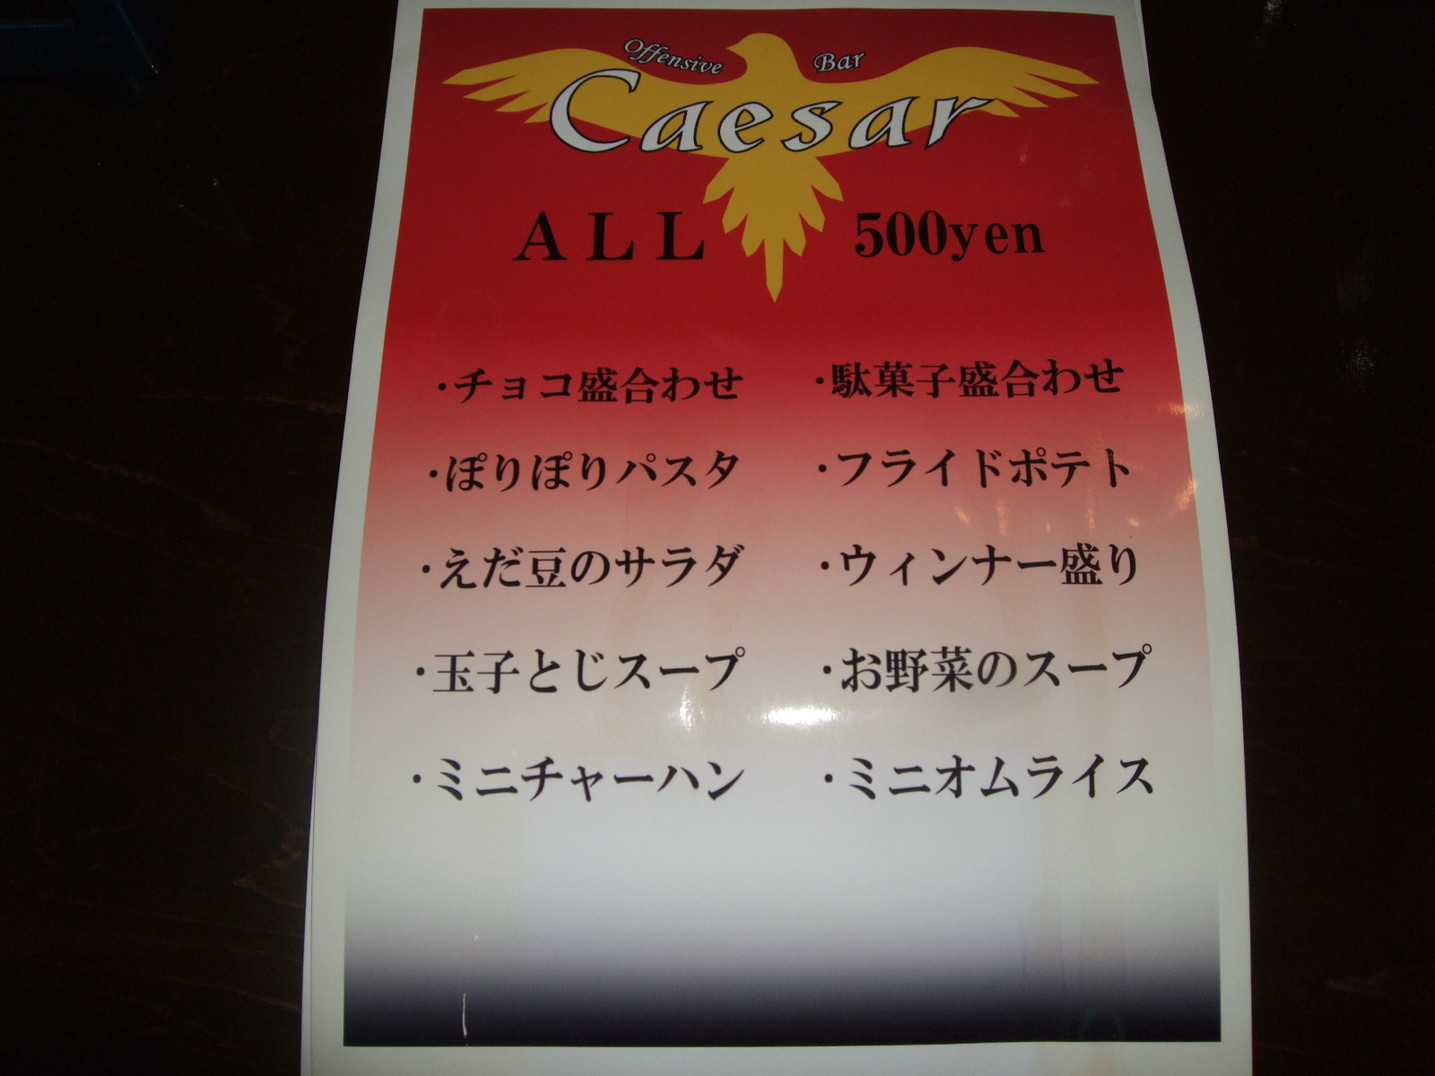 Offensive Bar
Caesar
ALL 500yen
・チョコ盛合わせ ・駄菓子盛合わせ
・ぽりぽりパスタ ・フライドポテト
・えだ豆のサラダ ・ウィンナー盛り
・玉子とじスープ ・お野菜のスープ
・ミニチャーハン ・ミニオムライス